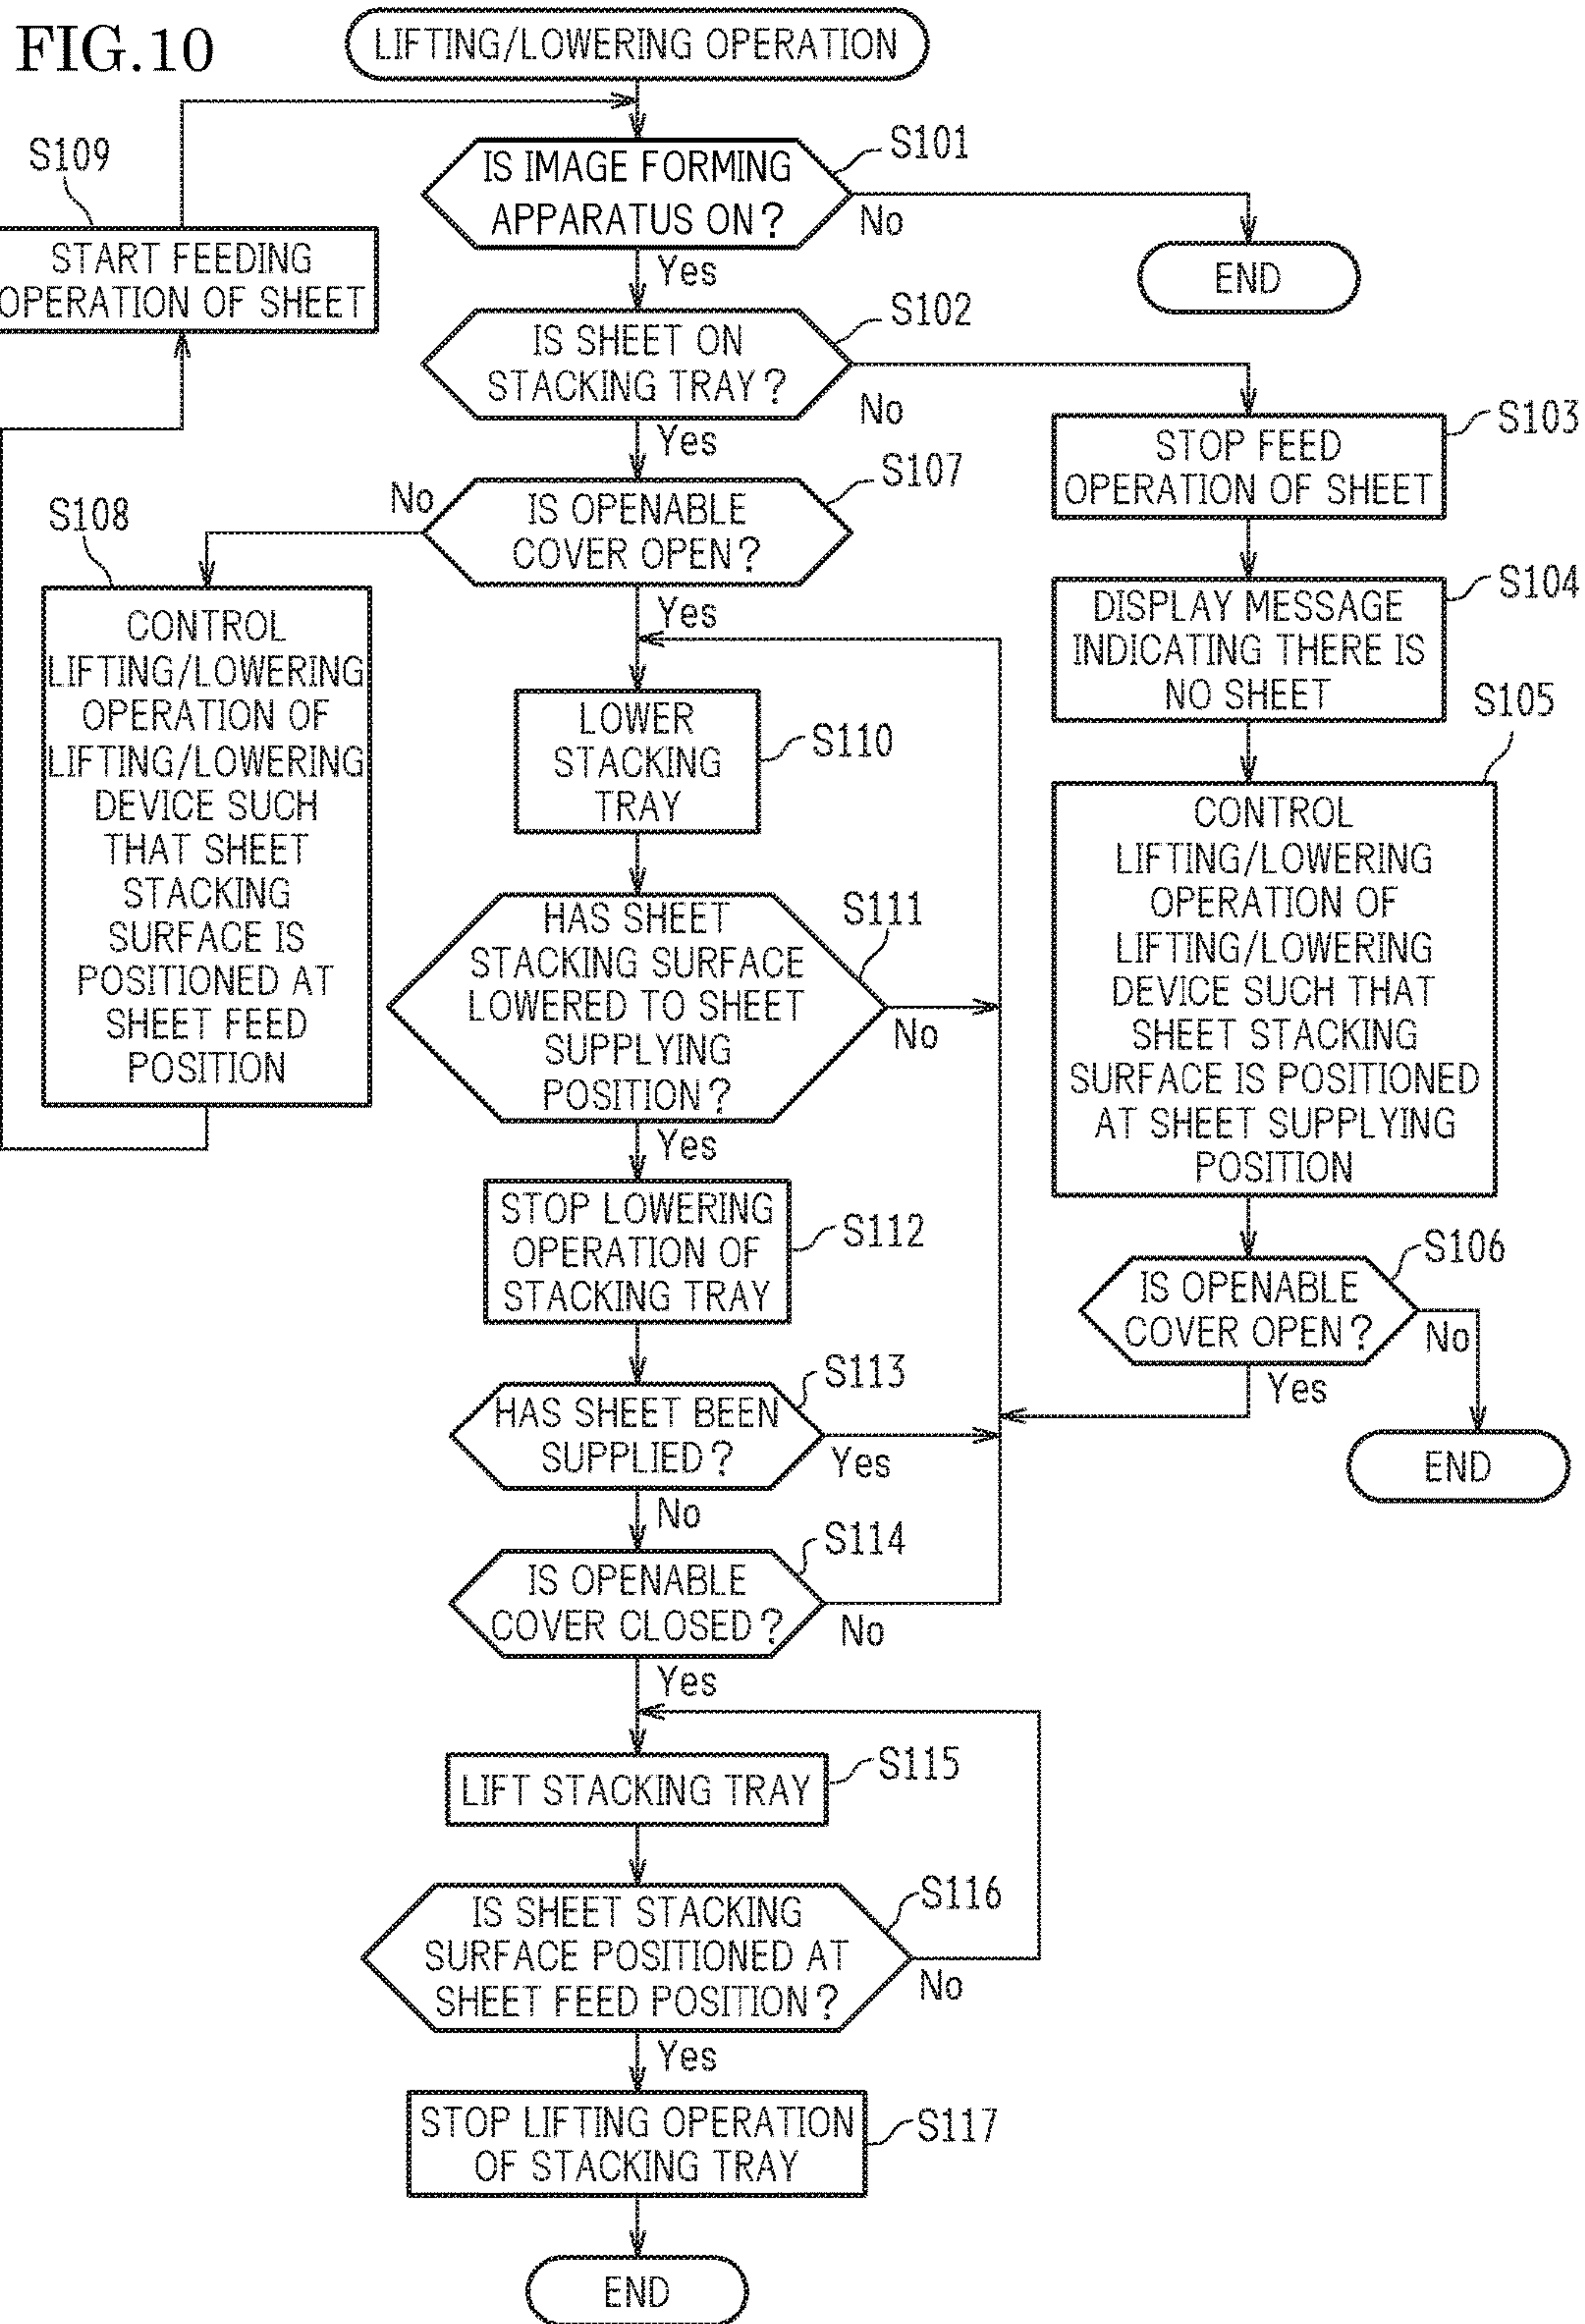 FIG.10
LIFTING/LOWERING OPERATION
S101
IS IMAGE FORMING
APPARATUS ON?
No
Yes
END
S109
START FEEDING
OPERATION OF SHEET
S102
IS SHEET ON
STACKING TRAY?
No
Yes
S103
STOP FEED
OPERATION OF SHEET
S107
IS OPENABLE
COVER OPEN?
No
Yes
S108
CONTROL
LIFTING/LOWERING
OPERATION OF
LIFTING/LOWERING
DEVICE SUCH
THAT SHEET
STACKING
SURFACE IS
POSITIONED AT
SHEET FEED
POSITION
S104
DISPLAY MESSAGE
INDICATING THERE IS
NO SHEET
S110
LOWER
STACKING
TRAY
S105
CONTROL
LIFTING/LOWERING
OPERATION OF
LIFTING/LOWERING
DEVICE SUCH THAT
SHEET STACKING
SURFACE IS POSITIONED
AT SHEET SUPPLYING
POSITION
S111
HAS SHEET
STACKING SURFACE
LOWERED TO SHEET
SUPPLYING
POSITION?
No
Yes
S112
STOP LOWERING
OPERATION OF
STACKING TRAY
S106
IS OPENABLE
COVER OPEN?
No
Yes
END
S113
HAS SHEET BEEN
SUPPLIED?
Yes
No
S114
IS OPENABLE
COVER CLOSED?
No
Yes
S115
LIFT STACKING TRAY
S116
IS SHEET STACKING
SURFACE POSITIONED AT
SHEET FEED POSITION?
No
Yes
S117
STOP LIFTING OPERATION
OF STACKING TRAY
END